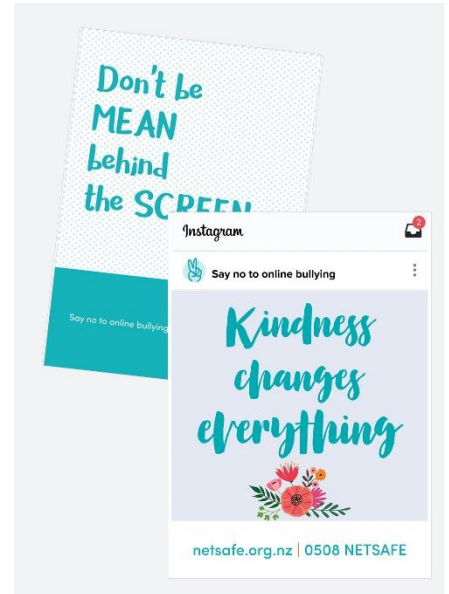 Don't be
MEAN
behind
the SCREEN
Say no to online bullying
Instagram
2
Say no to online bullying
Kindness
changes
everything
netsafe.org.nz | 0508 NETSAFE